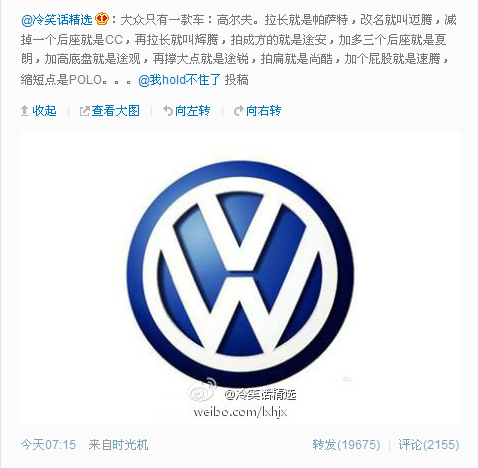 @冷笑话精选：大众只有一款车：高尔夫。拉长就是帕萨特，改名就叫迈腾，减
掉一个后座就是CC，再拉长就叫辉腾，拍成方的就是途安，加多三个后座就是夏
朗，加高底盘就是途观，再撑大点就是途锐，拍扁就是尚酷，加个屁股就是速腾，
缩短点是POLO。。。@我hold不住了 投稿
收起 | 查看大图 | 向左转 | 向右转
@冷笑话精选
weibo.com/lxhjx
今天07:15 来自时光机 转发(19675) | 评论(2155)